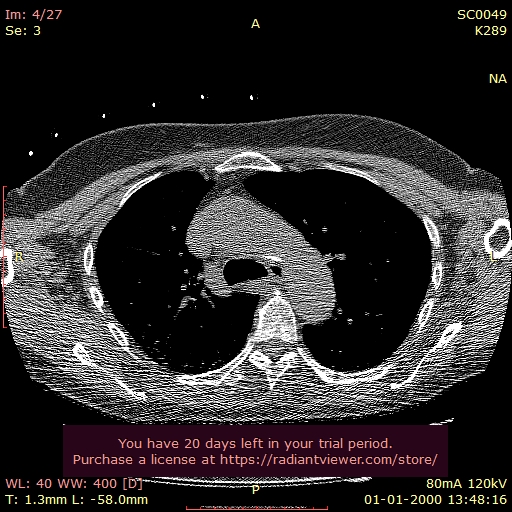 Im: 4/27
Se: 3
A
SC0049
K289
NA
R
L
You have 20 days left in your trial period.
Purchase a license at https://radiantviewer.com/store/
WL: 40 WW: 400 [D]
T: 1.3mm L: -58.0mm
P
80mA 120kV
01-01-2000 13:48:16